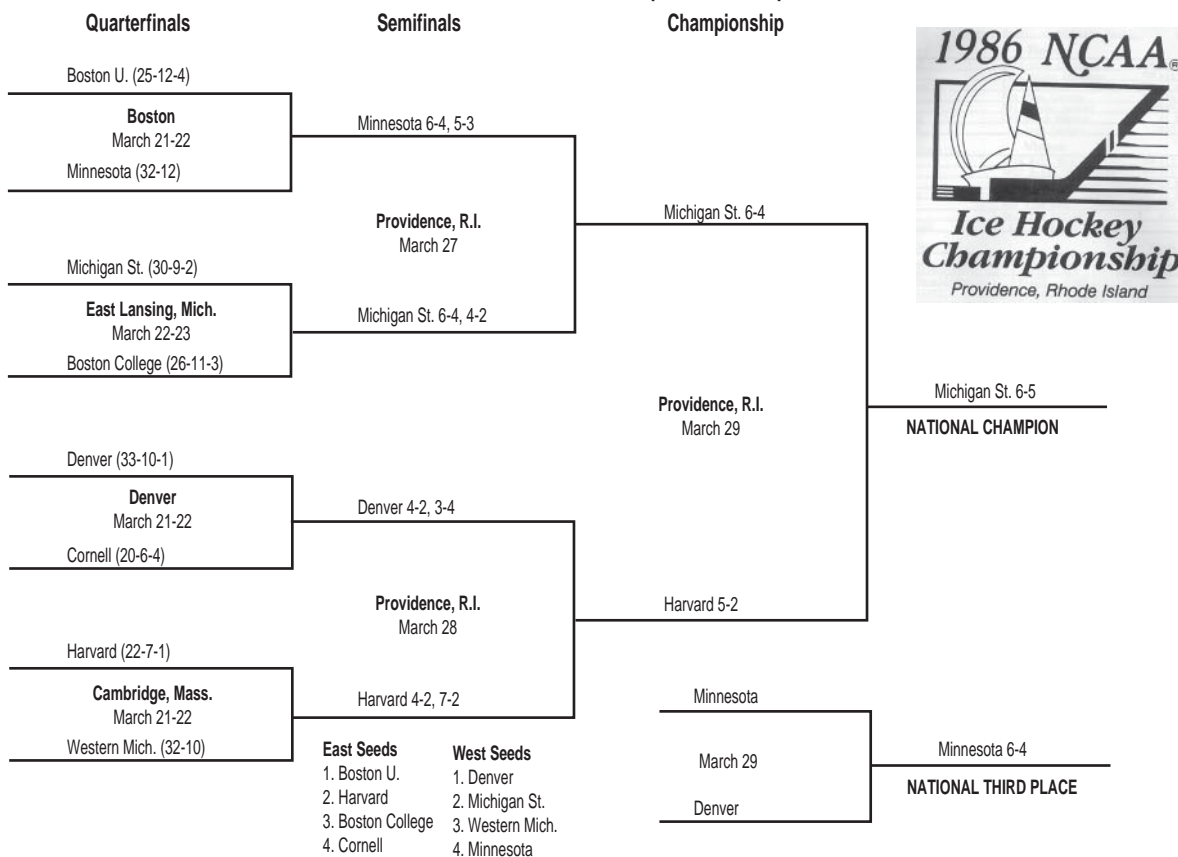 Quarterfinals
Semifinals
Championship
Boston U. (25-12-4)
Boston
March 21-22
Minnesota (32-12)
Michigan St. (30-9-2)
East Lansing, Mich.
March 22-23
Boston College (26-11-3)
Denver (33-10-1)
Denver
March 21-22
Cornell (20-6-4)
Harvard (22-7-1)
Cambridge, Mass.
March 21-22
Western Mich. (32-10)
Minnesota 6-4, 5-3
Providence, R.I.
March 27
Michigan St. 6-4, 4-2
Denver 4-2, 3-4
Providence, R.I.
March 28
Harvard 4-2, 7-2
East Seeds
1. Boston U.
2. Harvard
3. Boston College
4. Cornell
West Seeds
1. Denver
2. Michigan St.
3. Western Mich.
4. Minnesota
Michigan St. 6-4
Providence, R.I.
March 29
Harvard 5-2
Minnesota
March 29
Denver
1986 NCAA®
Ice Hockey
Championship
Providence, Rhode Island
Michigan St. 6-5
NATIONAL CHAMPION
Minnesota 6-4
NATIONAL THIRD PLACE